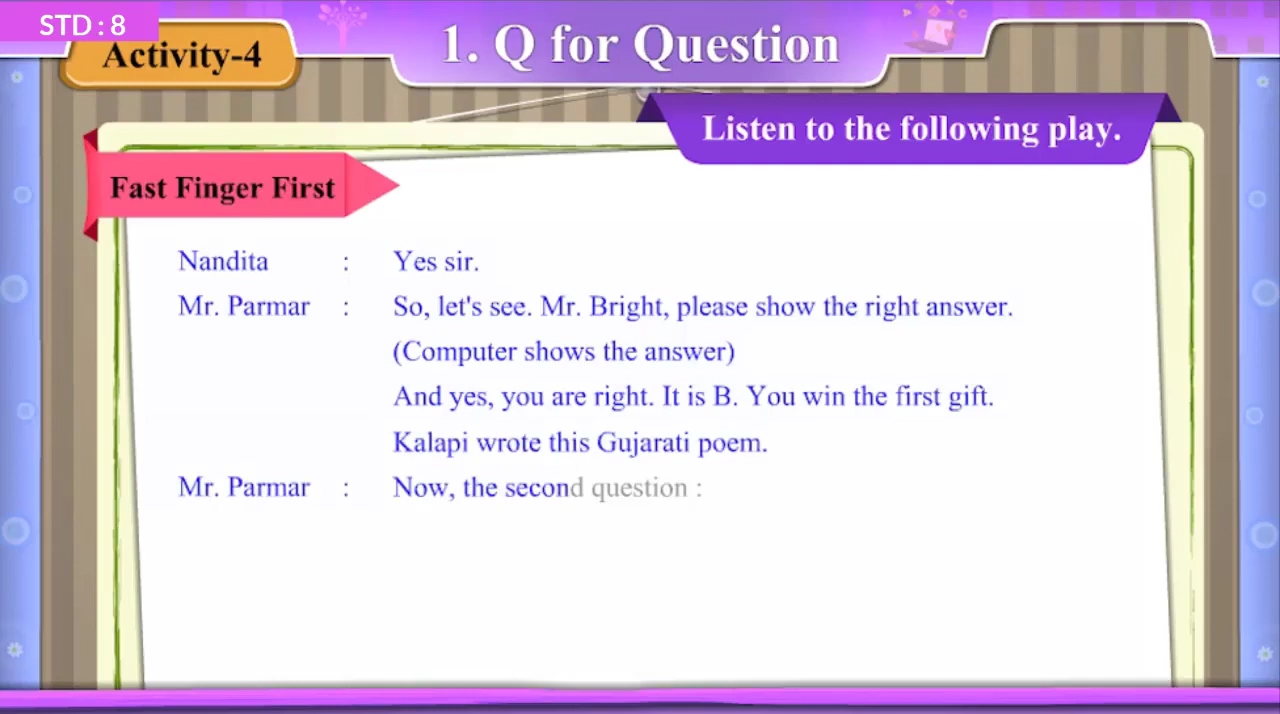 STD : 8
Activity-4
1. Q for Question
Listen to the following play.
Fast Finger First
Nandita : Yes sir.
Mr. Parmar : So, let's see. Mr. Bright, please show the right answer.
(Computer shows the answer)
And yes, you are right. It is B. You win the first gift.
Kalapi wrote this Gujarati poem.
Mr. Parmar : Now, the second question :